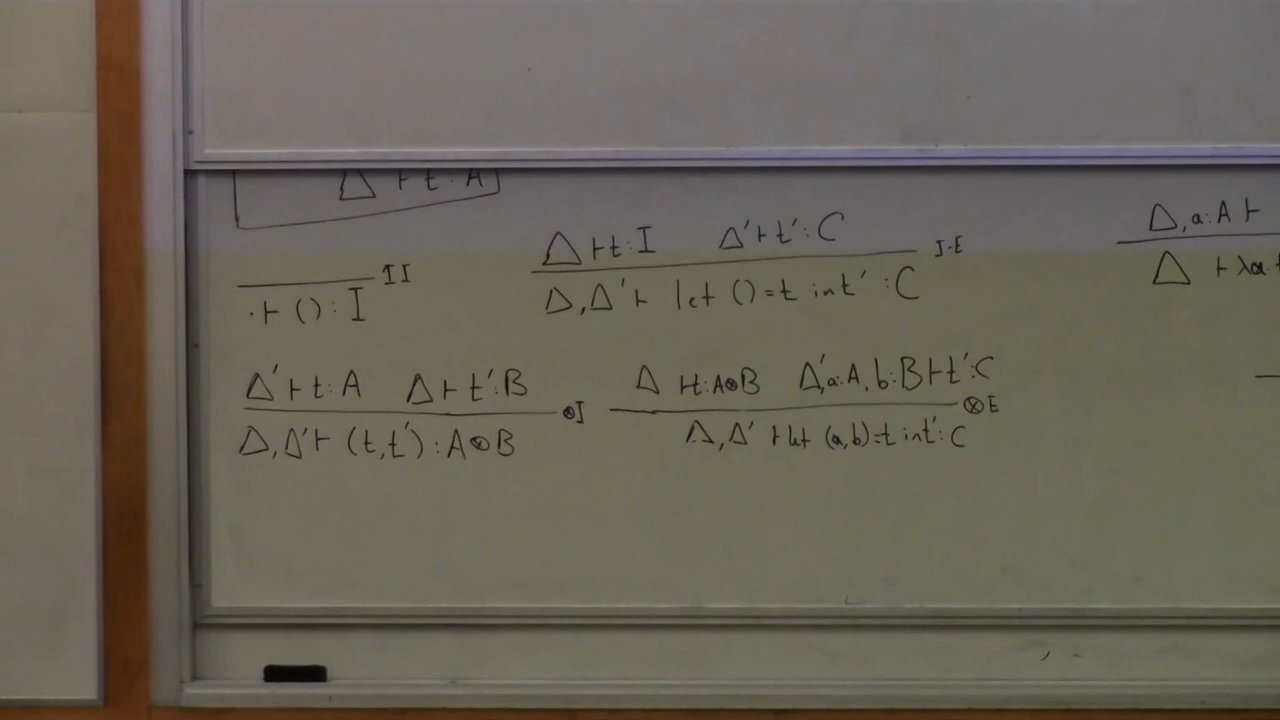 Δ ⊢ t : A
Δ ⊢ t : I    Δ' ⊢ t' : C    I-E
Δ, a : A ⊢
II
· ⊢ () : I
Δ, Δ' ⊢ let () = t in t' : C
Δ ⊢ λa.
Δ' ⊢ t : A    Δ ⊢ t' : B    ⊗I
Δ, Δ' ⊢ (t, t') : A ⊗ B
Δ ⊢ t : A ⊗ B    Δ', a : A, b : B ⊢ t' : C    ⊗E
Δ, Δ' ⊢ let (a, b) = t in t' : C